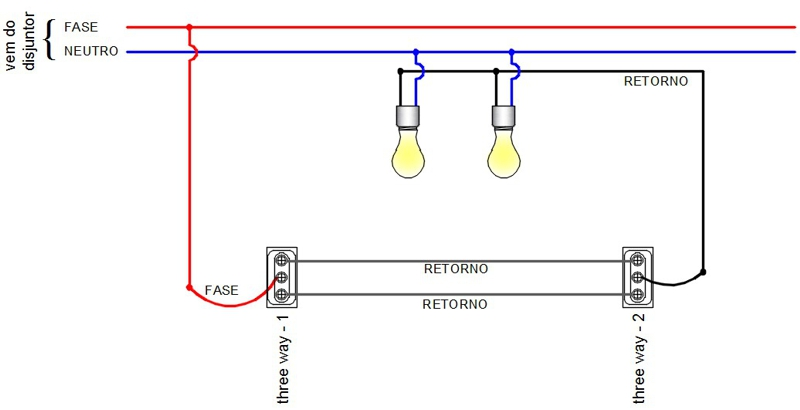 vem do
disjuntor
FASE
NEUTRO
RETORNO
FASE
RETORNO
RETORNO
three way - 1
three way - 2